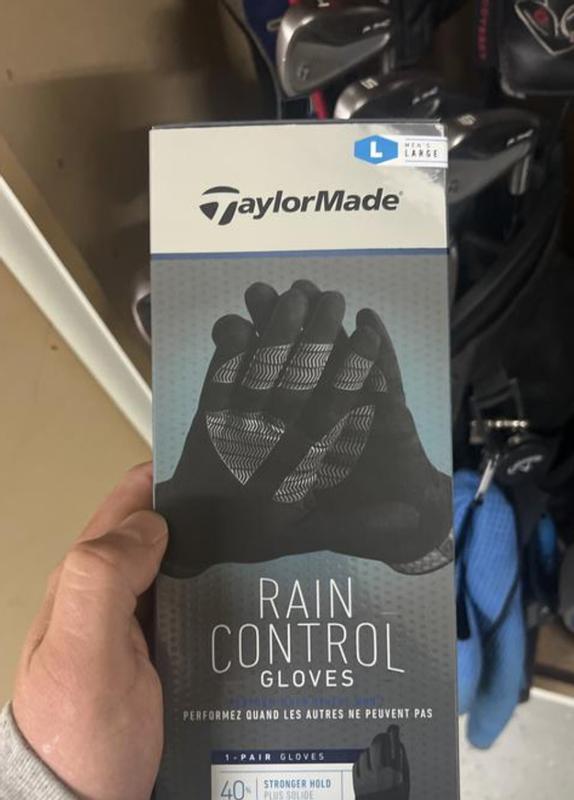 L MEN'S LARGE
TaylorMade
RAIN
CONTROL
GLOVES
PERFORMEZ QUAND LES AUTRES NE PEUVENT PAS
1-PAIR GLOVES
40% STRONGER HOLD
PLUS SOLIDE